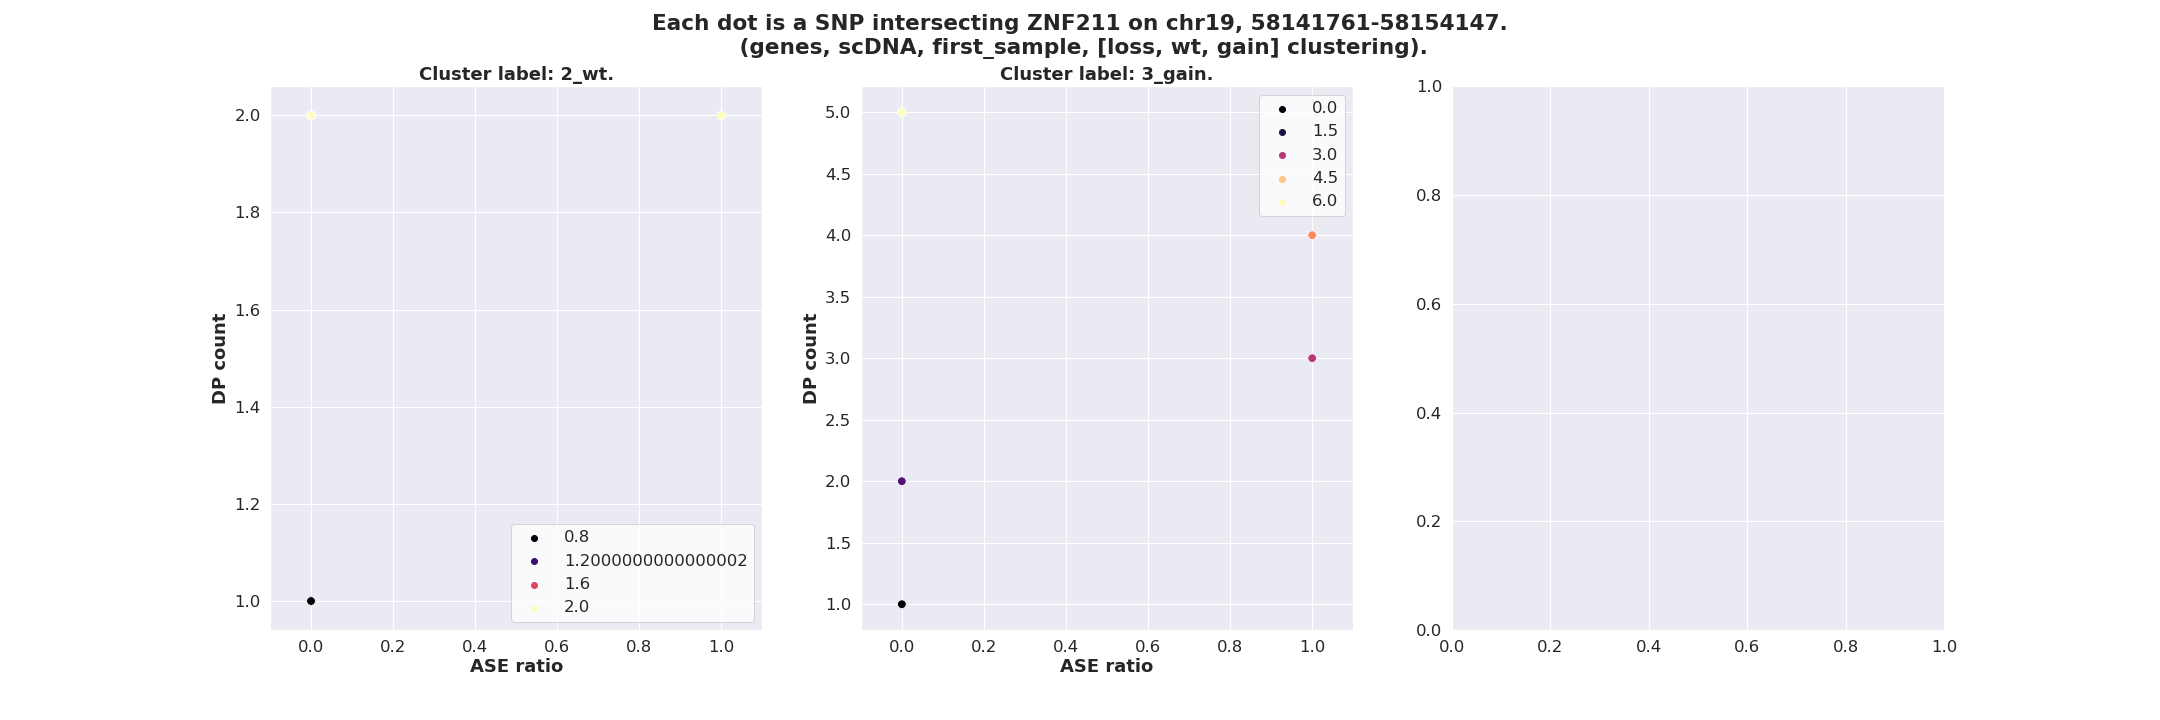 Each dot is a SNP intersecting ZNF211 on chr19, 58141761-58154147.
(genes, scDNA, first_sample, [loss, wt, gain] clustering).
Cluster label: 2_wt.
2.0
1.8
1.6
1.4
1.2
1.0
DP count
0.8
1.2000000000000002
1.6
2.0
0.0 0.2 0.4 0.6 0.8 1.0
ASE ratio
Cluster label: 3_gain.
5.0
4.5
4.0
3.5
3.0
2.5
2.0
1.5
1.0
DP count
0.0
1.5
3.0
4.5
6.0
0.0 0.2 0.4 0.6 0.8 1.0
ASE ratio
1.0
0.8
0.6
0.4
0.2
0.0
0.0 0.2 0.4 0.6 0.8 1.0